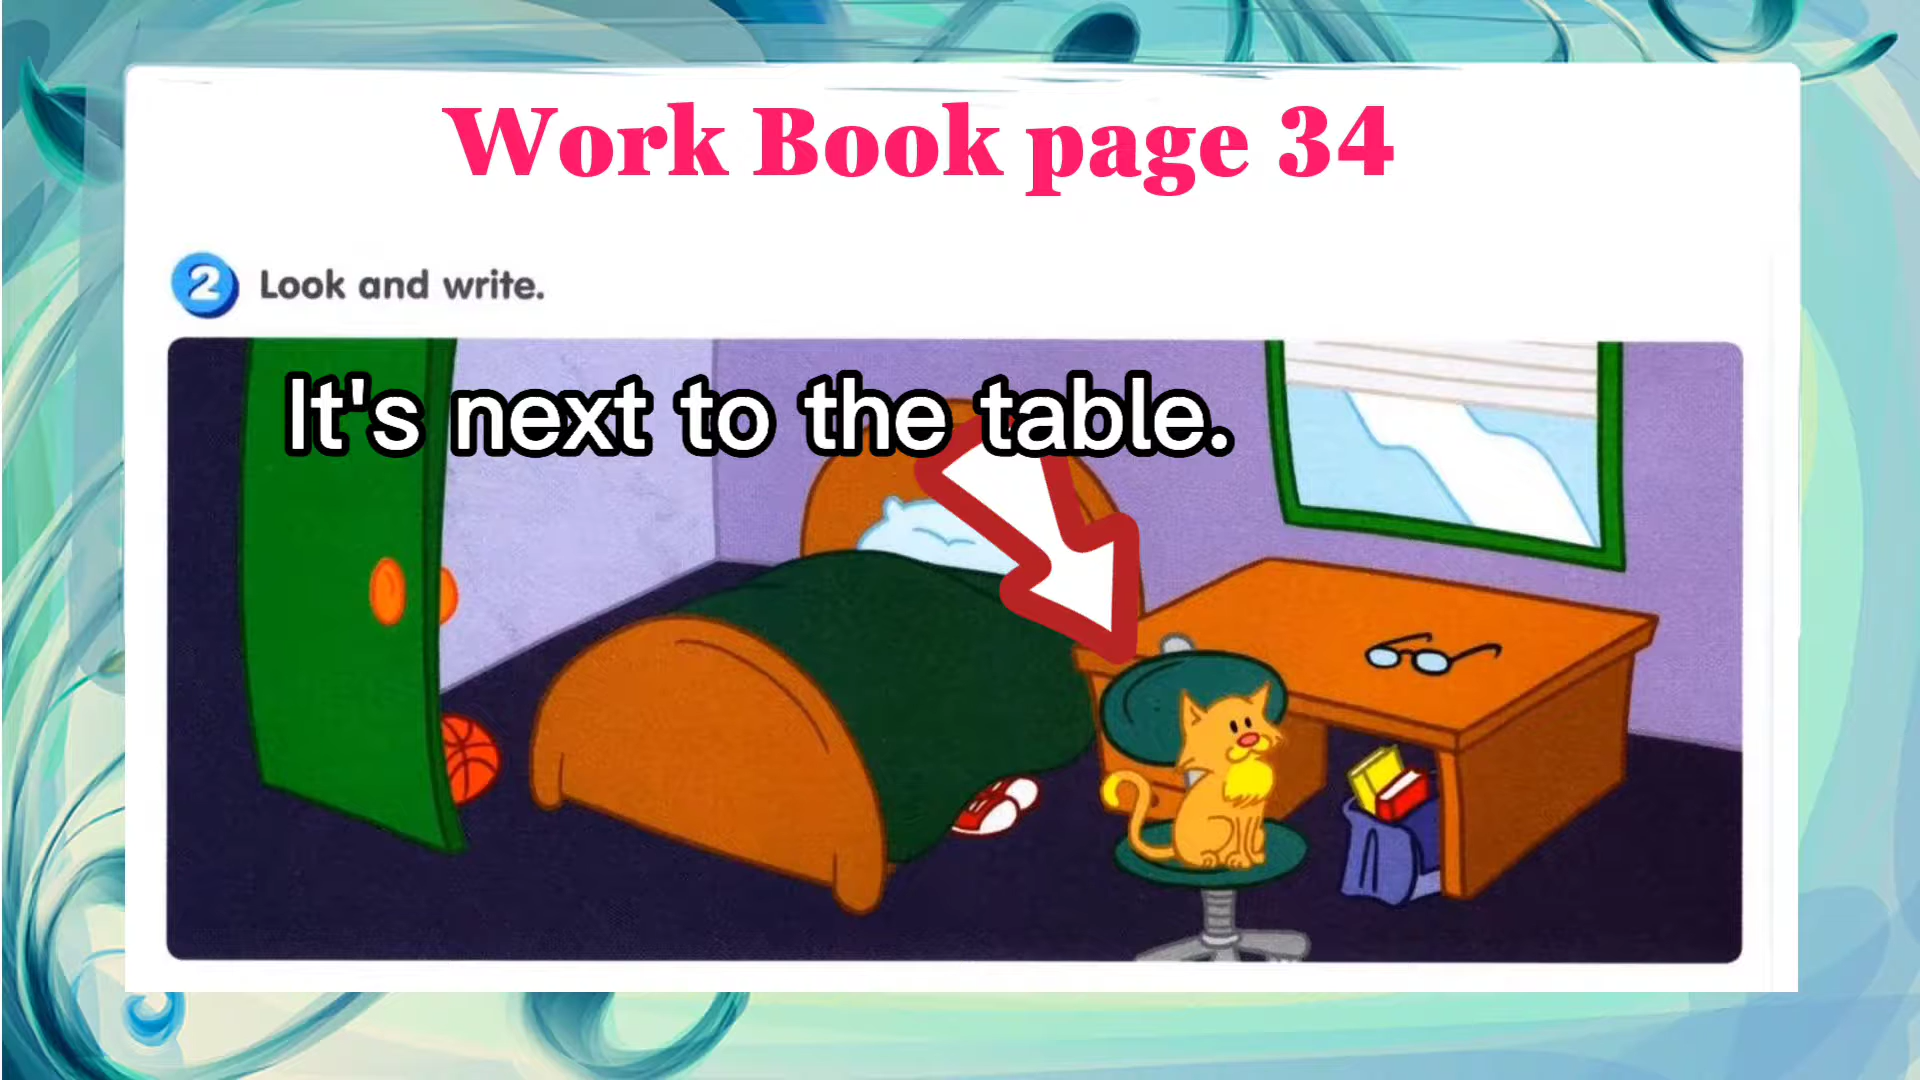 Work Book page 34
2 Look and write.
It's next to the table.